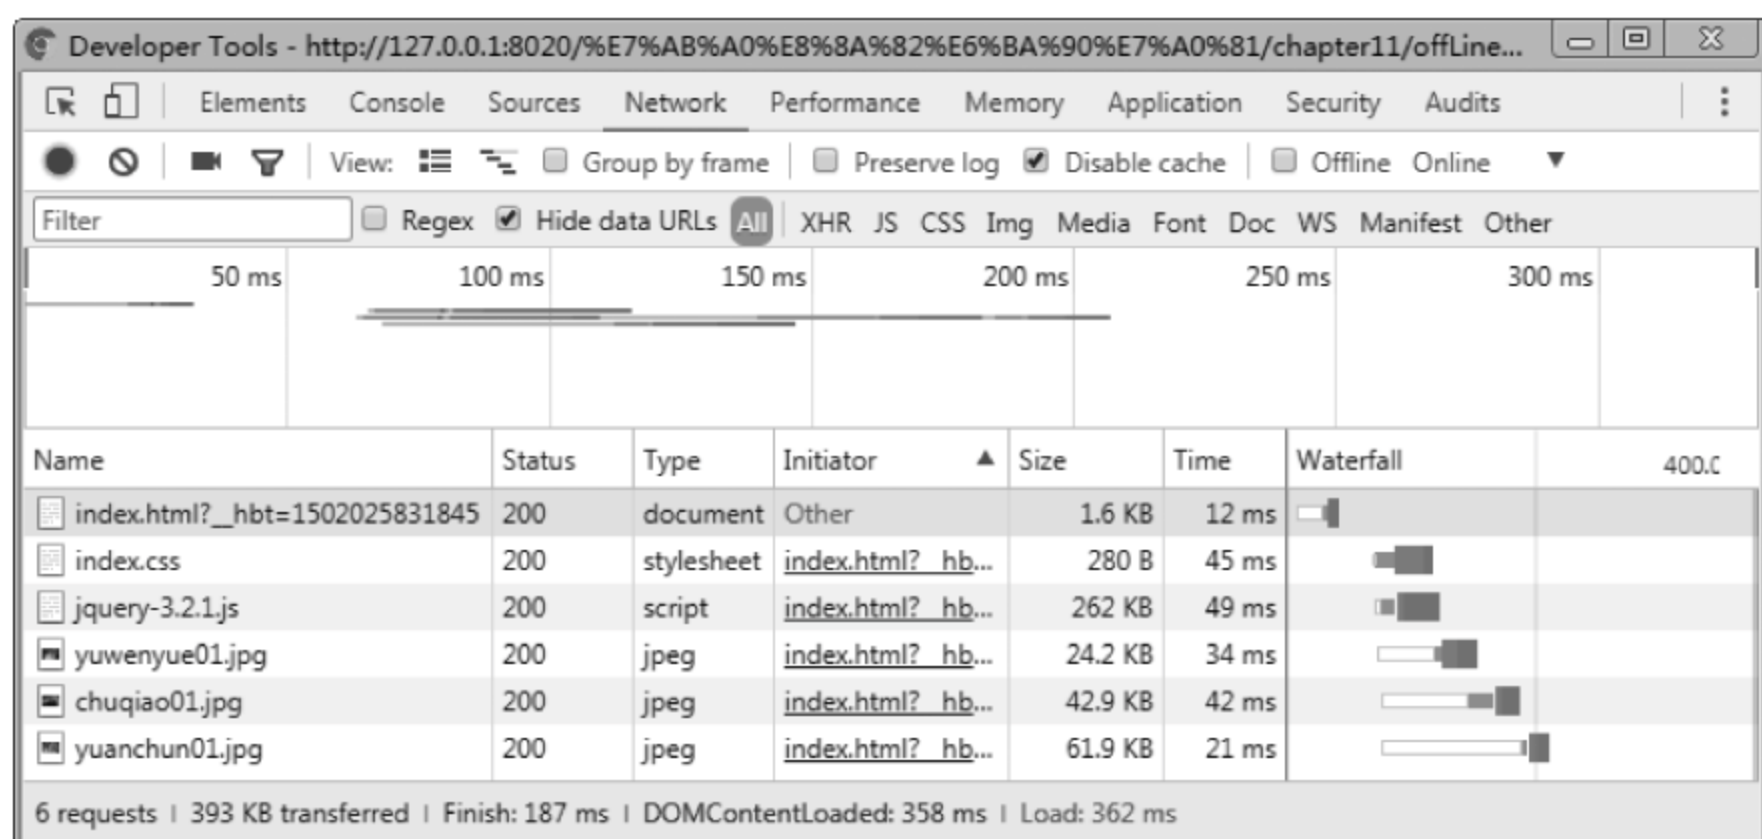 Developer Tools - http://127.0.0.1:8020/%E7%AB%A0%E8%8A%82%E6%BA%90%E7%A0%81/chapter11/offLine...
Elements Console Sources Network Performance Memory Application Security Audits
View: Group by frame Preserve log Disable cache Offline Online
Filter Regex Hide data URLs All XHR JS CSS Img Media Font Doc WS Manifest Other
50 ms 100 ms 150 ms 200 ms 250 ms 300 ms
Name Status Type Initiator Size Time Waterfall 400.0
index.html?__hbt=1502025831845 200 document Other 1.6 KB 12 ms
index.css 200 stylesheet index.html?__hb... 280 B 45 ms
jquery-3.2.1.js 200 script index.html?__hb... 262 KB 49 ms
yuwenyue01.jpg 200 jpeg index.html?__hb... 24.2 KB 34 ms
chuqiao01.jpg 200 jpeg index.html?__hb... 42.9 KB 42 ms
yuanchun01.jpg 200 jpeg index.html?__hb... 61.9 KB 21 ms
6 requests | 393 KB transferred | Finish: 187 ms | DOMContentLoaded: 358 ms | Load: 362 ms